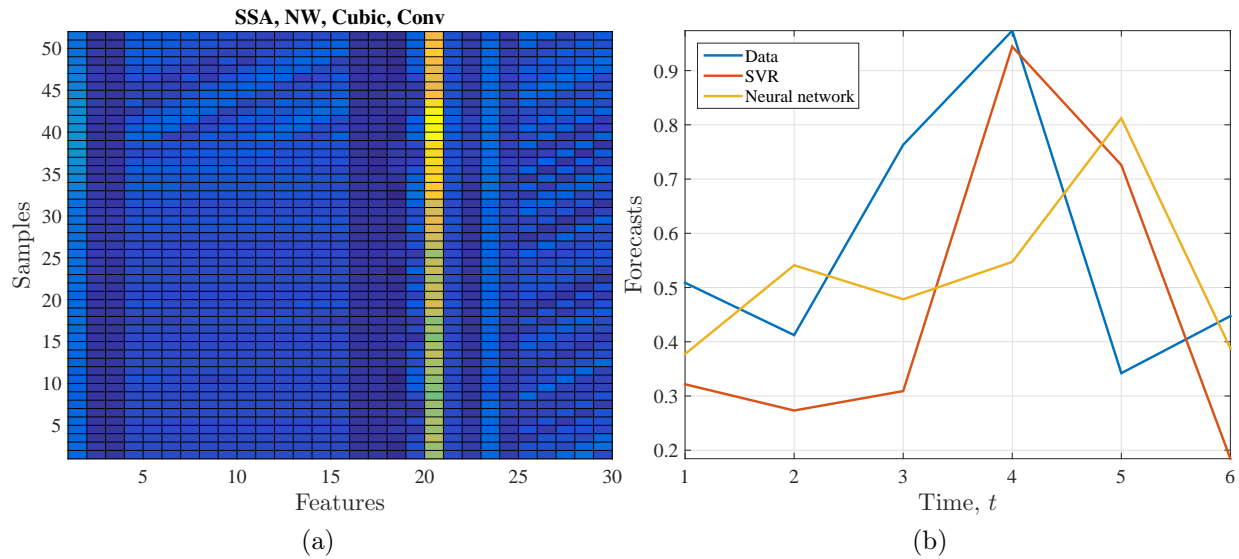 SSA, NW, Cubic, Conv
50
45
40
35
30
25
20
15
10
5
5 10 15 20 25 30
Samples
Features
(a)
Data
SVR
Neural network
0.9
0.8
0.7
0.6
0.5
0.4
0.3
0.2
1 2 3 4 5 6
Forecasts
Time, t
(b)